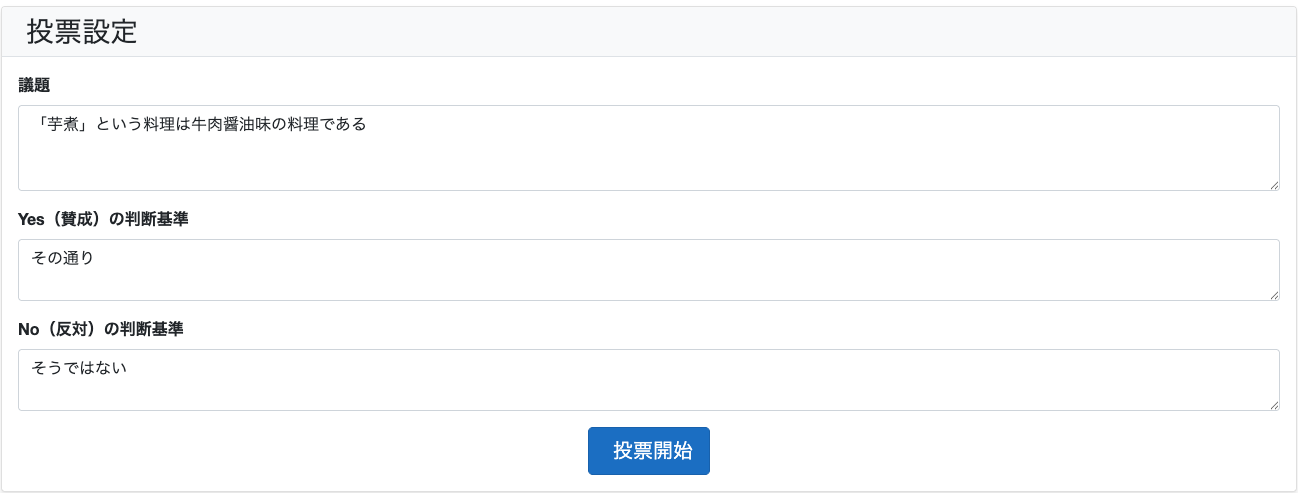 投票設定
議題
「芋煮」という料理は牛肉醤油味の料理である
Yes（賛成）の判断基準
その通り
No（反対）の判断基準
そうではない
投票開始